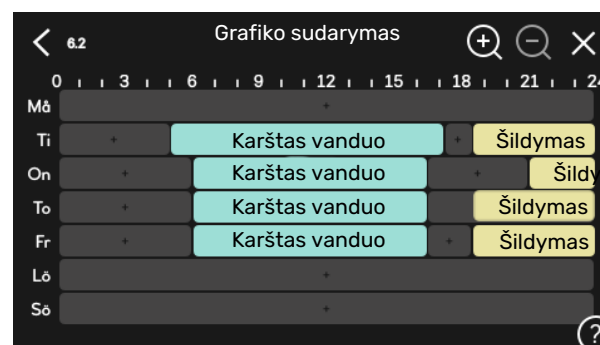 6.2 Grafiko sudarymas
0 3 6 9 12 15 18 21 24
Må
Ti Karštas vanduo Šildymas
On Karštas vanduo Šildy
To Karštas vanduo Šildymas
Fr Karštas vanduo Šildymas
Lö
Sö
?